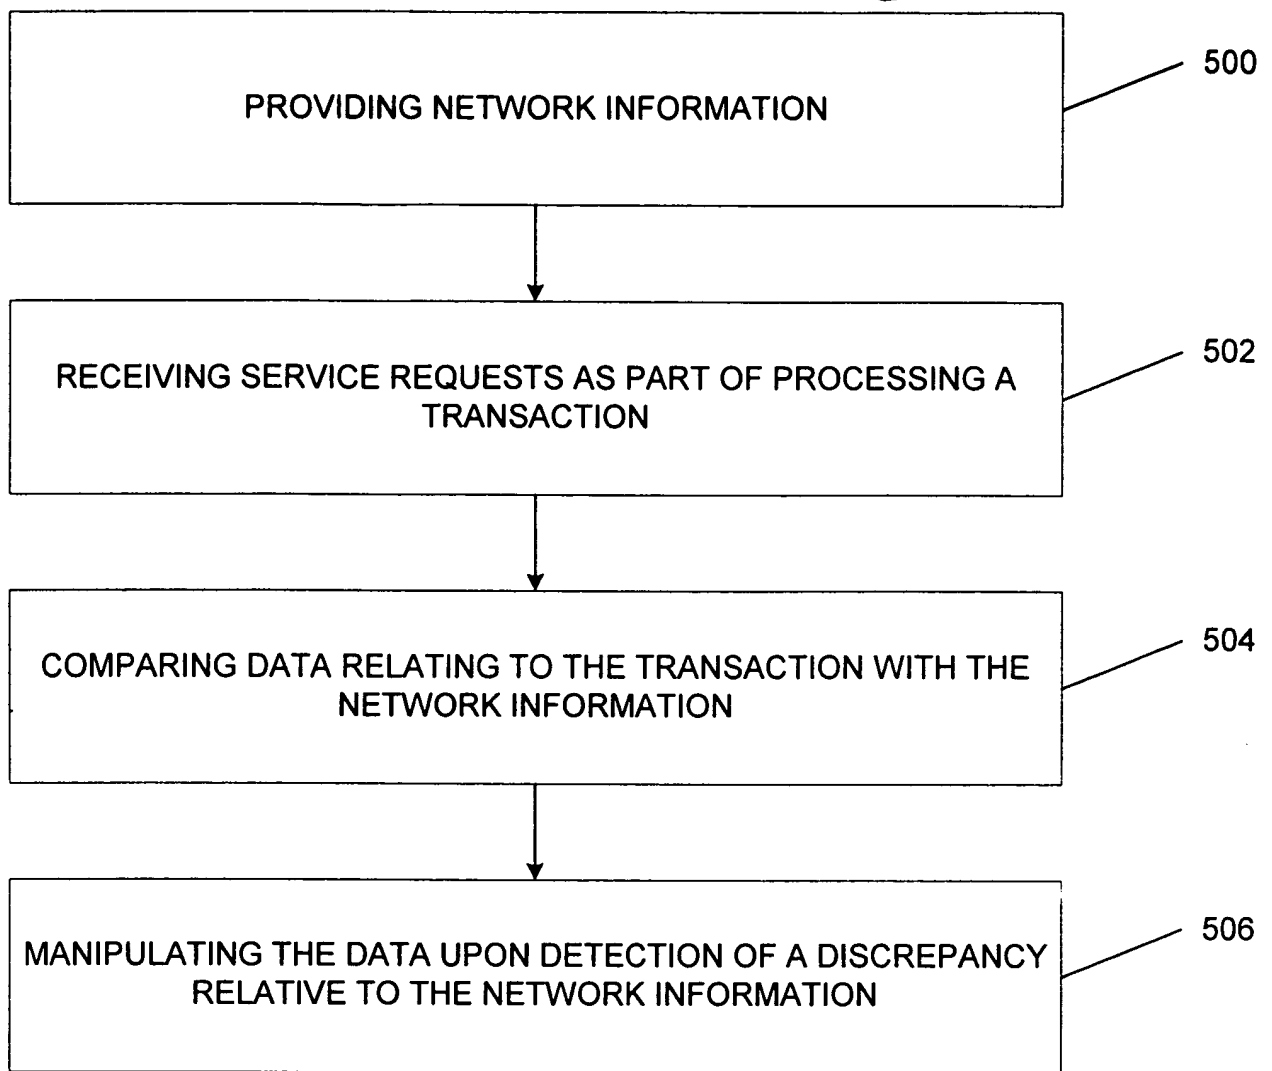 PROVIDING NETWORK INFORMATION
500
RECEIVING SERVICE REQUESTS AS PART OF PROCESSING A
TRANSACTION
502
COMPARING DATA RELATING TO THE TRANSACTION WITH THE
NETWORK INFORMATION
504
MANIPULATING THE DATA UPON DETECTION OF A DISCREPANCY
RELATIVE TO THE NETWORK INFORMATION
506